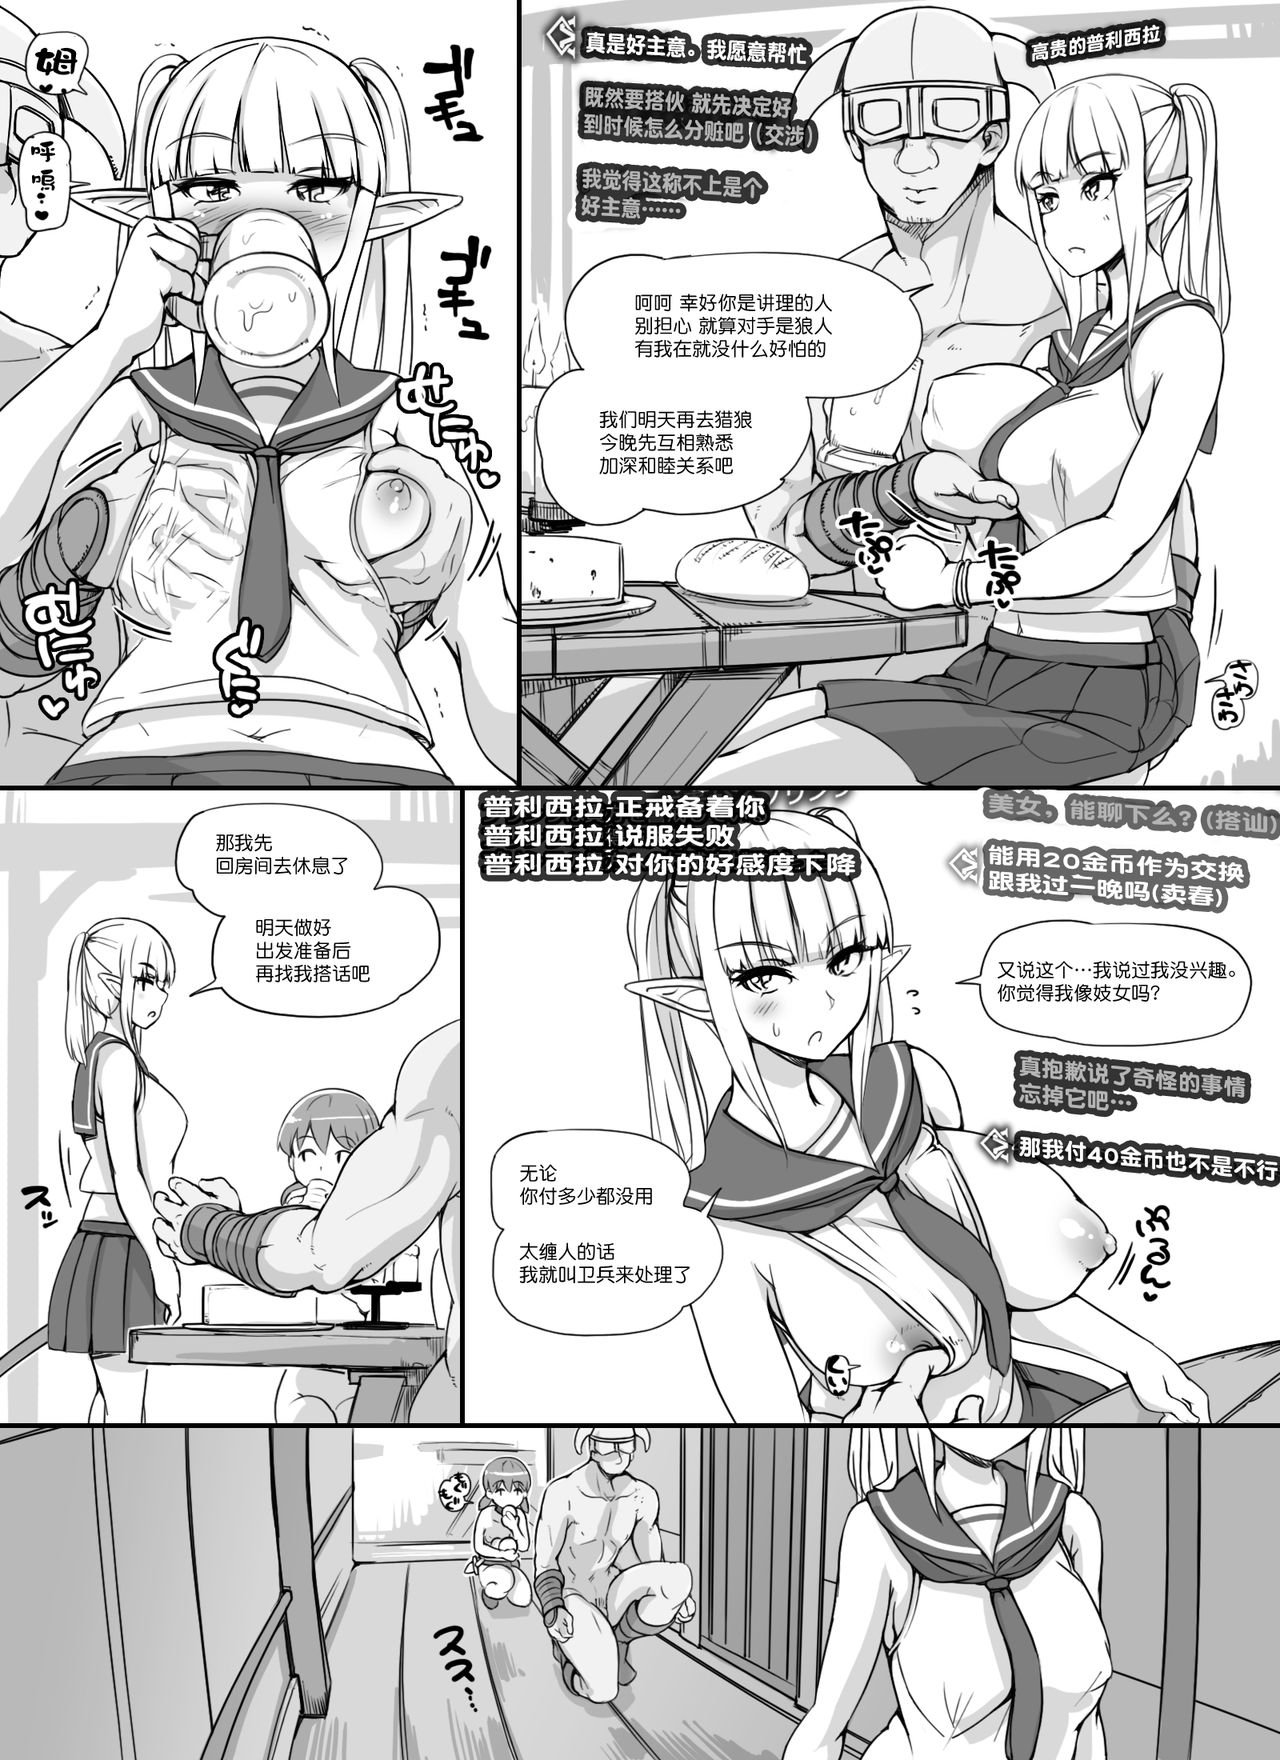 真是好主意。我愿意帮忙
高贵的普利西拉
既然要搭伙 就先决定好
到时候怎么分赃吧（交涉）
我觉得这称不上是个
好主意……
呵呵 幸好你是讲理的人
别担心 就算对手是狼人
有我在就没什么好怕的
我们明天再去猎狼
今晚先互相熟悉
加深和睦关系吧
たぷ
たぷ
姆
呼呜…
ゴキュ
ゴキュ
むにゅ
美女，能聊下么？(搭讪)
能用20金币作为交换
跟我过一晚吗(卖春)
又说这个…我说过我没兴趣。
你觉得我像妓女吗？
真抱歉说了奇怪的事情
忘掉它吧…
那我付40金币也不是不行
普利西拉 正戒备着你
普利西拉 说服失败
普利西拉 对你的好感度下降
无论
你付多少都没用
太缠人的话
我就叫卫兵来处理了
那我先
回房间去休息了
明天做好
出发准备后
再找我搭话吧
スッ
スス…